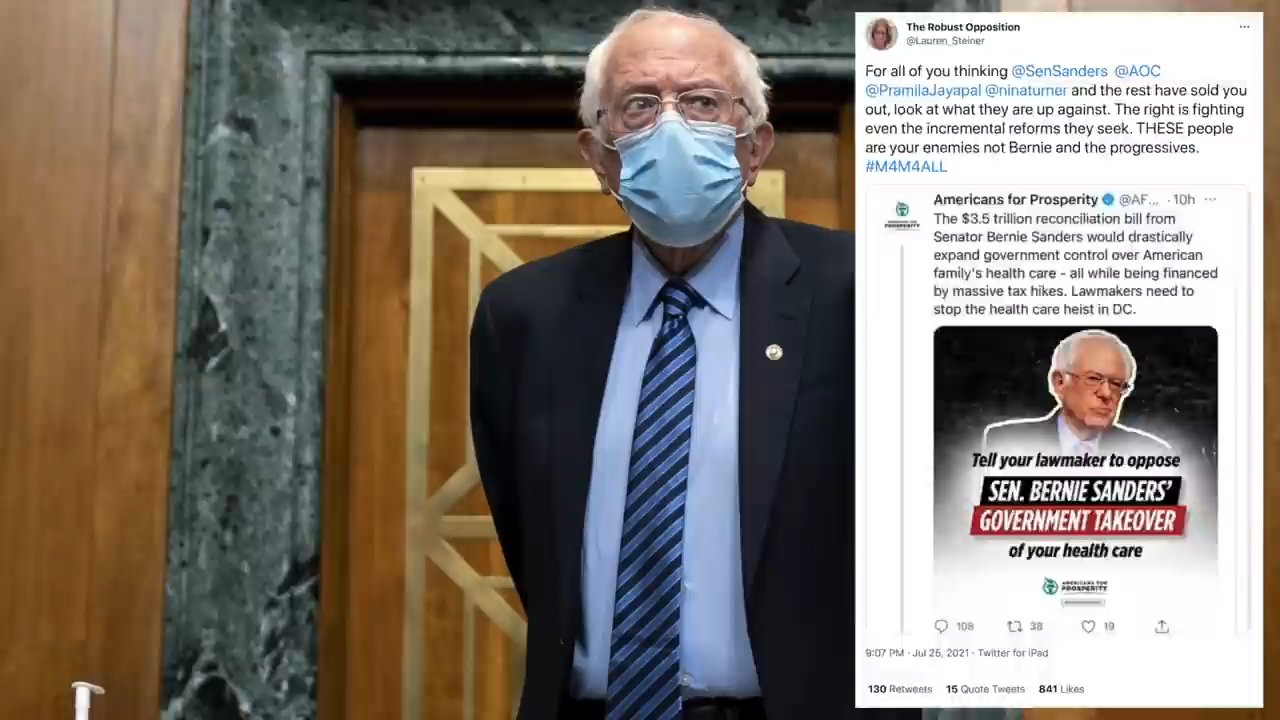 The Robust Opposition
@Lauren_Steiner
For all of you thinking @SenSanders @AOC
@PramilaJayapal @ninaturner and the rest have sold you
out, look at what they are up against. The right is fighting
even the incremental reforms they seek. THESE people
are your enemies not Bernie and the progressives.
#M4M4ALL
Americans for Prosperity @AF... · 10h ···
The $3.5 trillion reconciliation bill from
Senator Bernie Sanders would drastically
expand government control over American
family's health care - all while being financed
by massive tax hikes. Lawmakers need to
stop the health care heist in DC.
Tell your lawmaker to oppose
SEN. BERNIE SANDERS'
GOVERNMENT TAKEOVER
of your health care
AMERICANS FOR
PROSPERITY
108 38 19
9:07 PM · Jul 25, 2021 · Twitter for iPad
130 Retweets 15 Quote Tweets 841 Likes